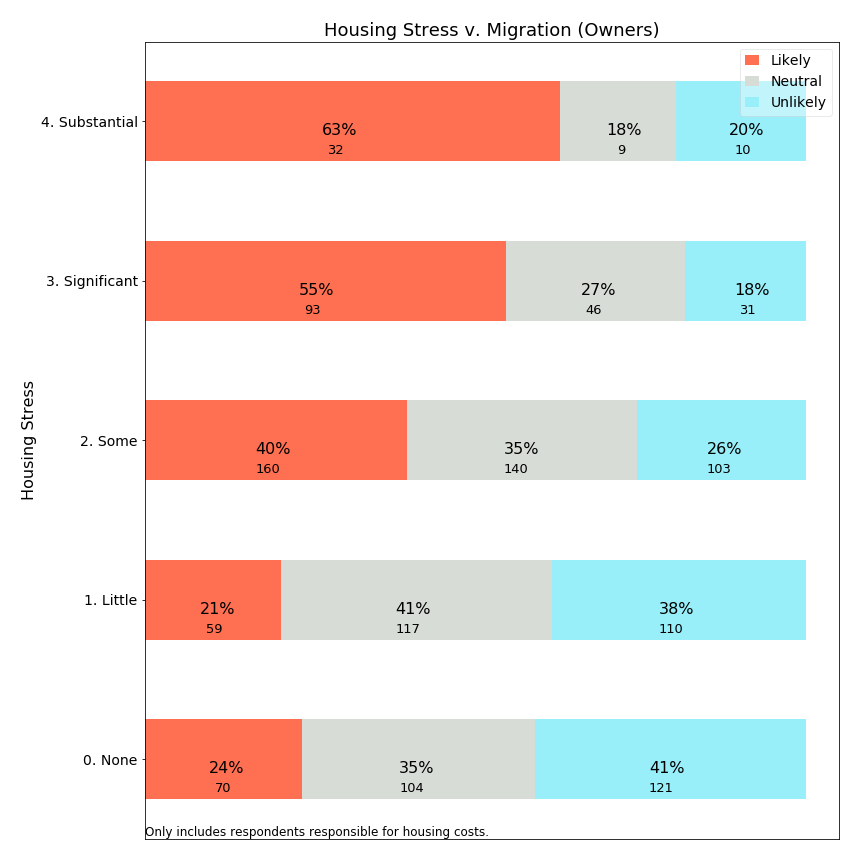 Housing Stress v. Migration (Owners)
Likely
Neutral
Unlikely
Housing Stress
4. Substantial
63% 18% 20%
32 9 10
3. Significant
55% 27% 18%
93 46 31
2. Some
40% 35% 26%
160 140 103
1. Little
21% 41% 38%
59 117 110
0. None
24% 35% 41%
70 104 121
Only includes respondents responsible for housing costs.